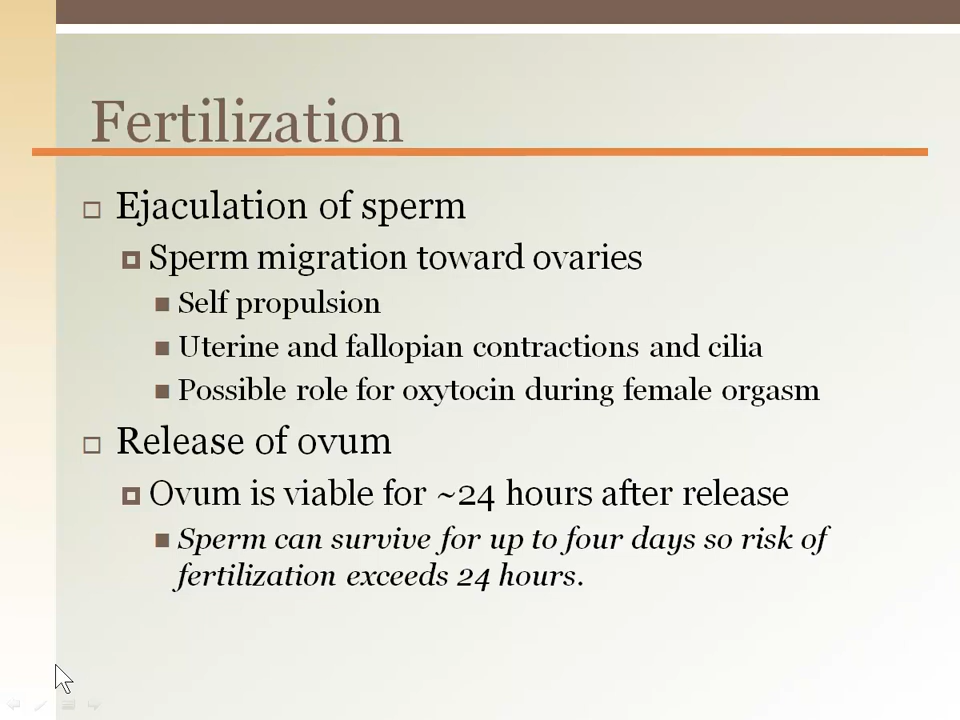 Fertilization
Ejaculation of sperm
Sperm migration toward ovaries
Self propulsion
Uterine and fallopian contractions and cilia
Possible role for oxytocin during female orgasm
Release of ovum
Ovum is viable for ~24 hours after release
Sperm can survive for up to four days so risk of
fertilization exceeds 24 hours.